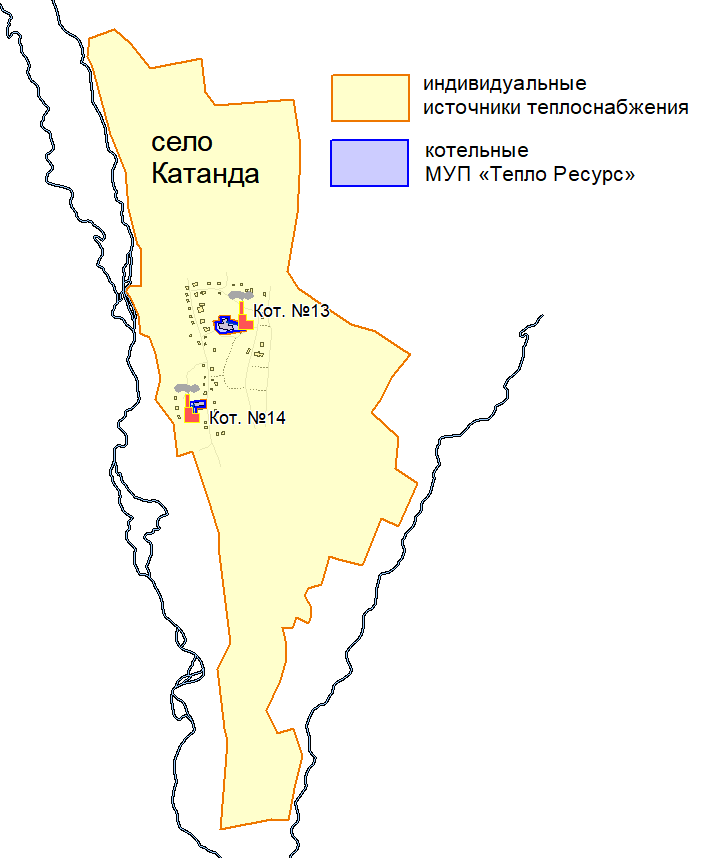 индивидуальные
источники теплоснабжения
село
Катанда
котельные
МУП «Тепло Ресурс»
Кот. №13
Кот. №14